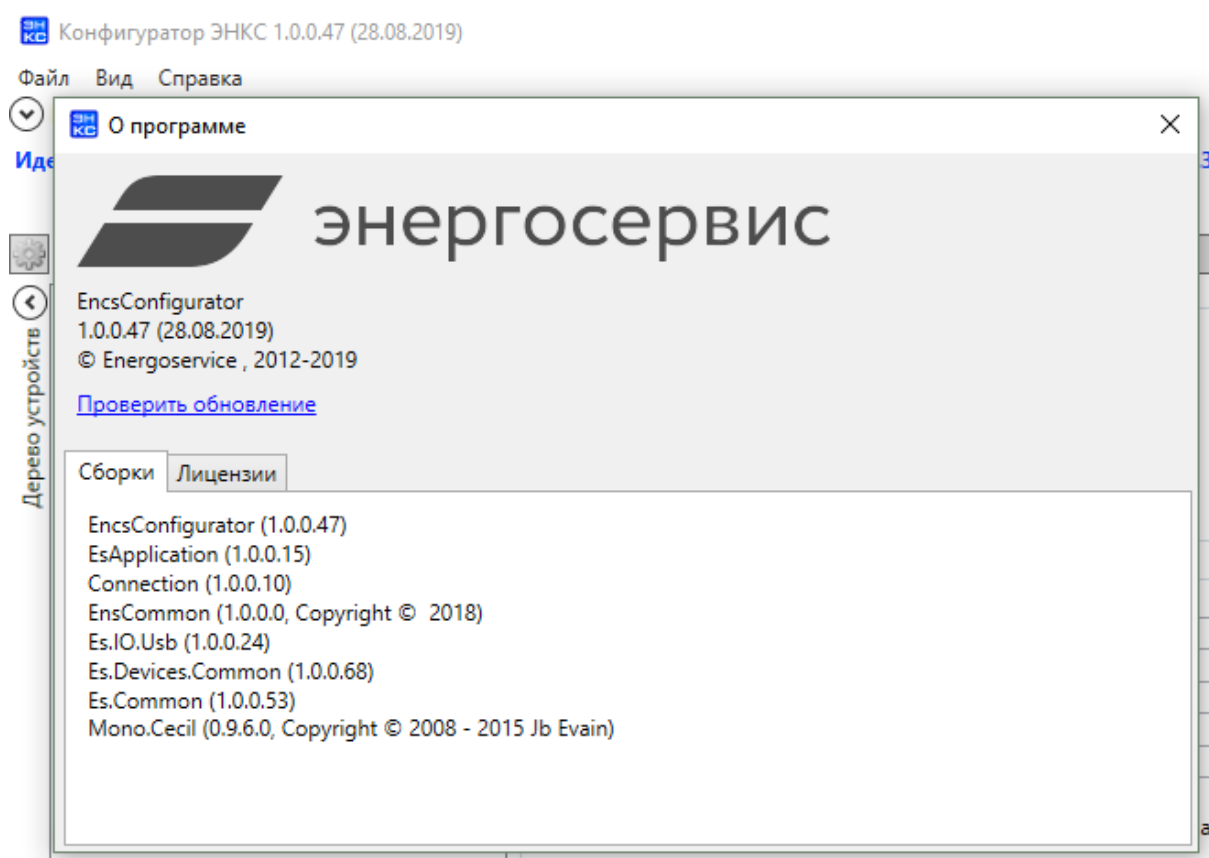 ЭН
КС
Конфигуратор ЭНКС 1.0.0.47 (28.08.2019)
Файл Вид Справка
ЭН
КС
О программе
энергосервис
EncsConfigurator
1.0.0.47 (28.08.2019)
© Energoservice , 2012-2019
Проверить обновление
Дерево устройств
Сборки Лицензии
EncsConfigurator (1.0.0.47)
EsApplication (1.0.0.15)
Connection (1.0.0.10)
EnsCommon (1.0.0.0, Copyright © 2018)
Es.IO.Usb (1.0.0.24)
Es.Devices.Common (1.0.0.68)
Es.Common (1.0.0.53)
Mono.Cecil (0.9.6.0, Copyright © 2008 - 2015 Jb Evain)